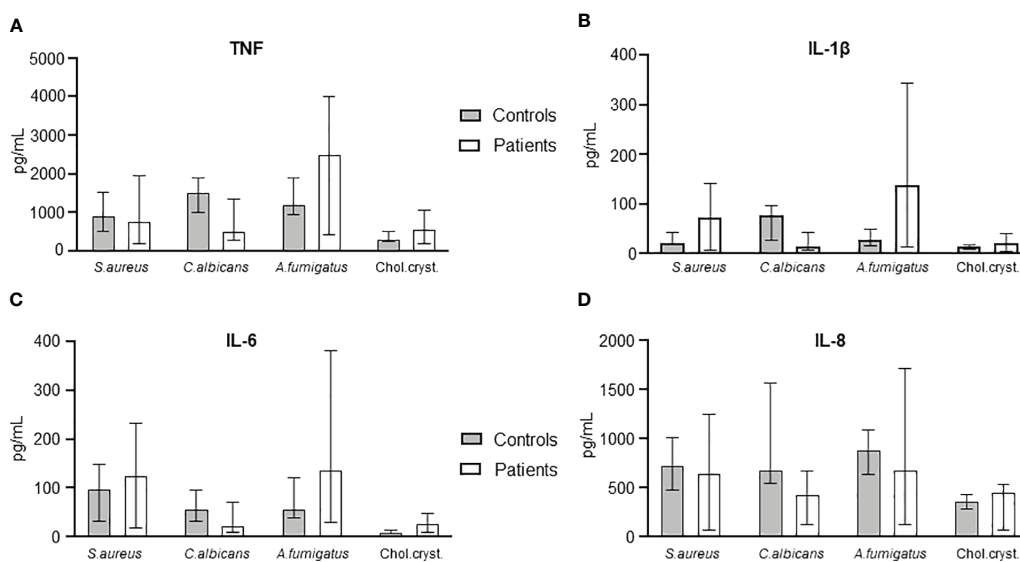 A
TNF
5000
4000
3000
2000
1000
0
pg/mL
S.aureus
C.albicans
A.fumigatus
Chol.cryst.
Controls
Patients
B
IL-1β
400
300
200
100
0
pg/mL
S.aureus
C.albicans
A.fumigatus
Chol.cryst.
C
IL-6
400
300
200
100
0
pg/mL
S.aureus
C.albicans
A.fumigatus
Chol.cryst.
Controls
Patients
D
IL-8
2000
1500
1000
500
0
pg/mL
S.aureus
C.albicans
A.fumigatus
Chol.cryst.